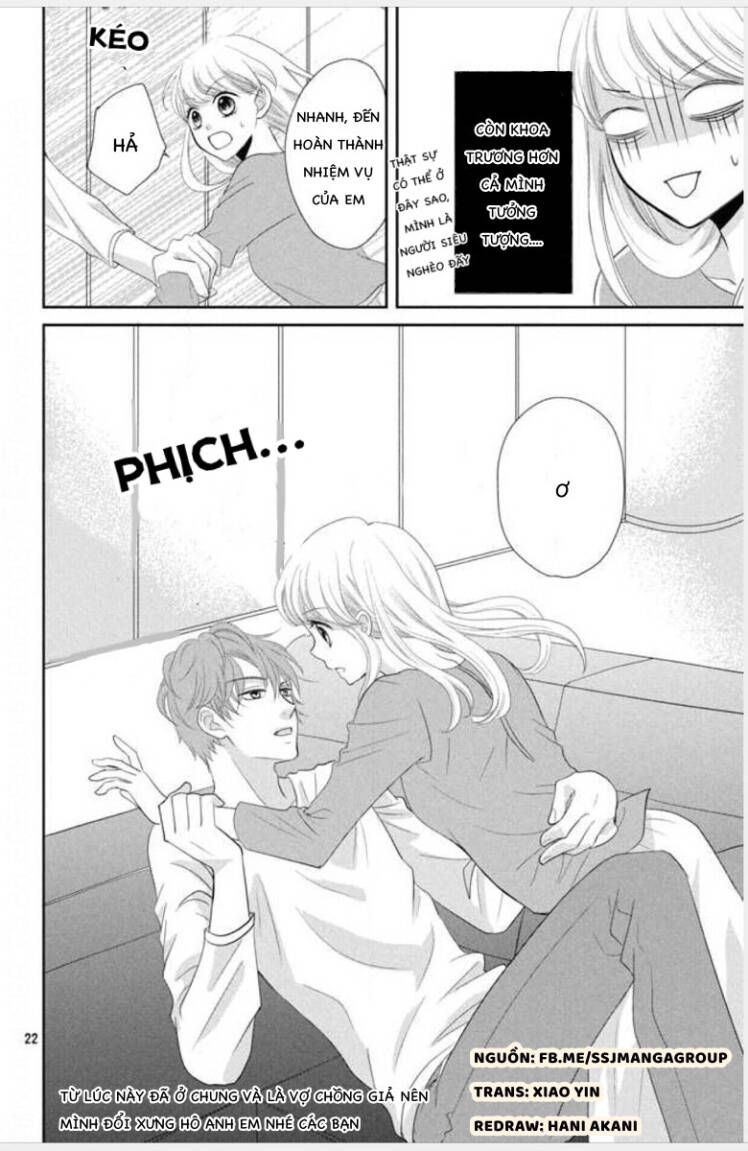 CÒN KHOA
TRƯƠNG HƠN
CẢ MÌNH
TƯỞNG
TƯỢNG....
THẬT SỰ
CÓ THỂ Ở
ĐÂY SAO,
MÌNH LÀ
NGƯỜI SIÊU
NGHÈO ĐẤY
KÉO
NHANH, ĐẾN
HOÀN THÀNH
NHIỆM VỤ
CỦA EM
HẢ
PHỊCH...
Ơ
22
TỪ LÚC NÀY ĐÃ Ở CHUNG VÀ LÀ VỢ CHỒNG GIẢ NÊN
MÌNH ĐỔI XƯNG HÔ ANH EM NHÉ CÁC BẠN
NGUỒN: FB.ME/SSJMANGAGROUP
TRANS: XIAO YIN
REDRAW: HANI AKANI